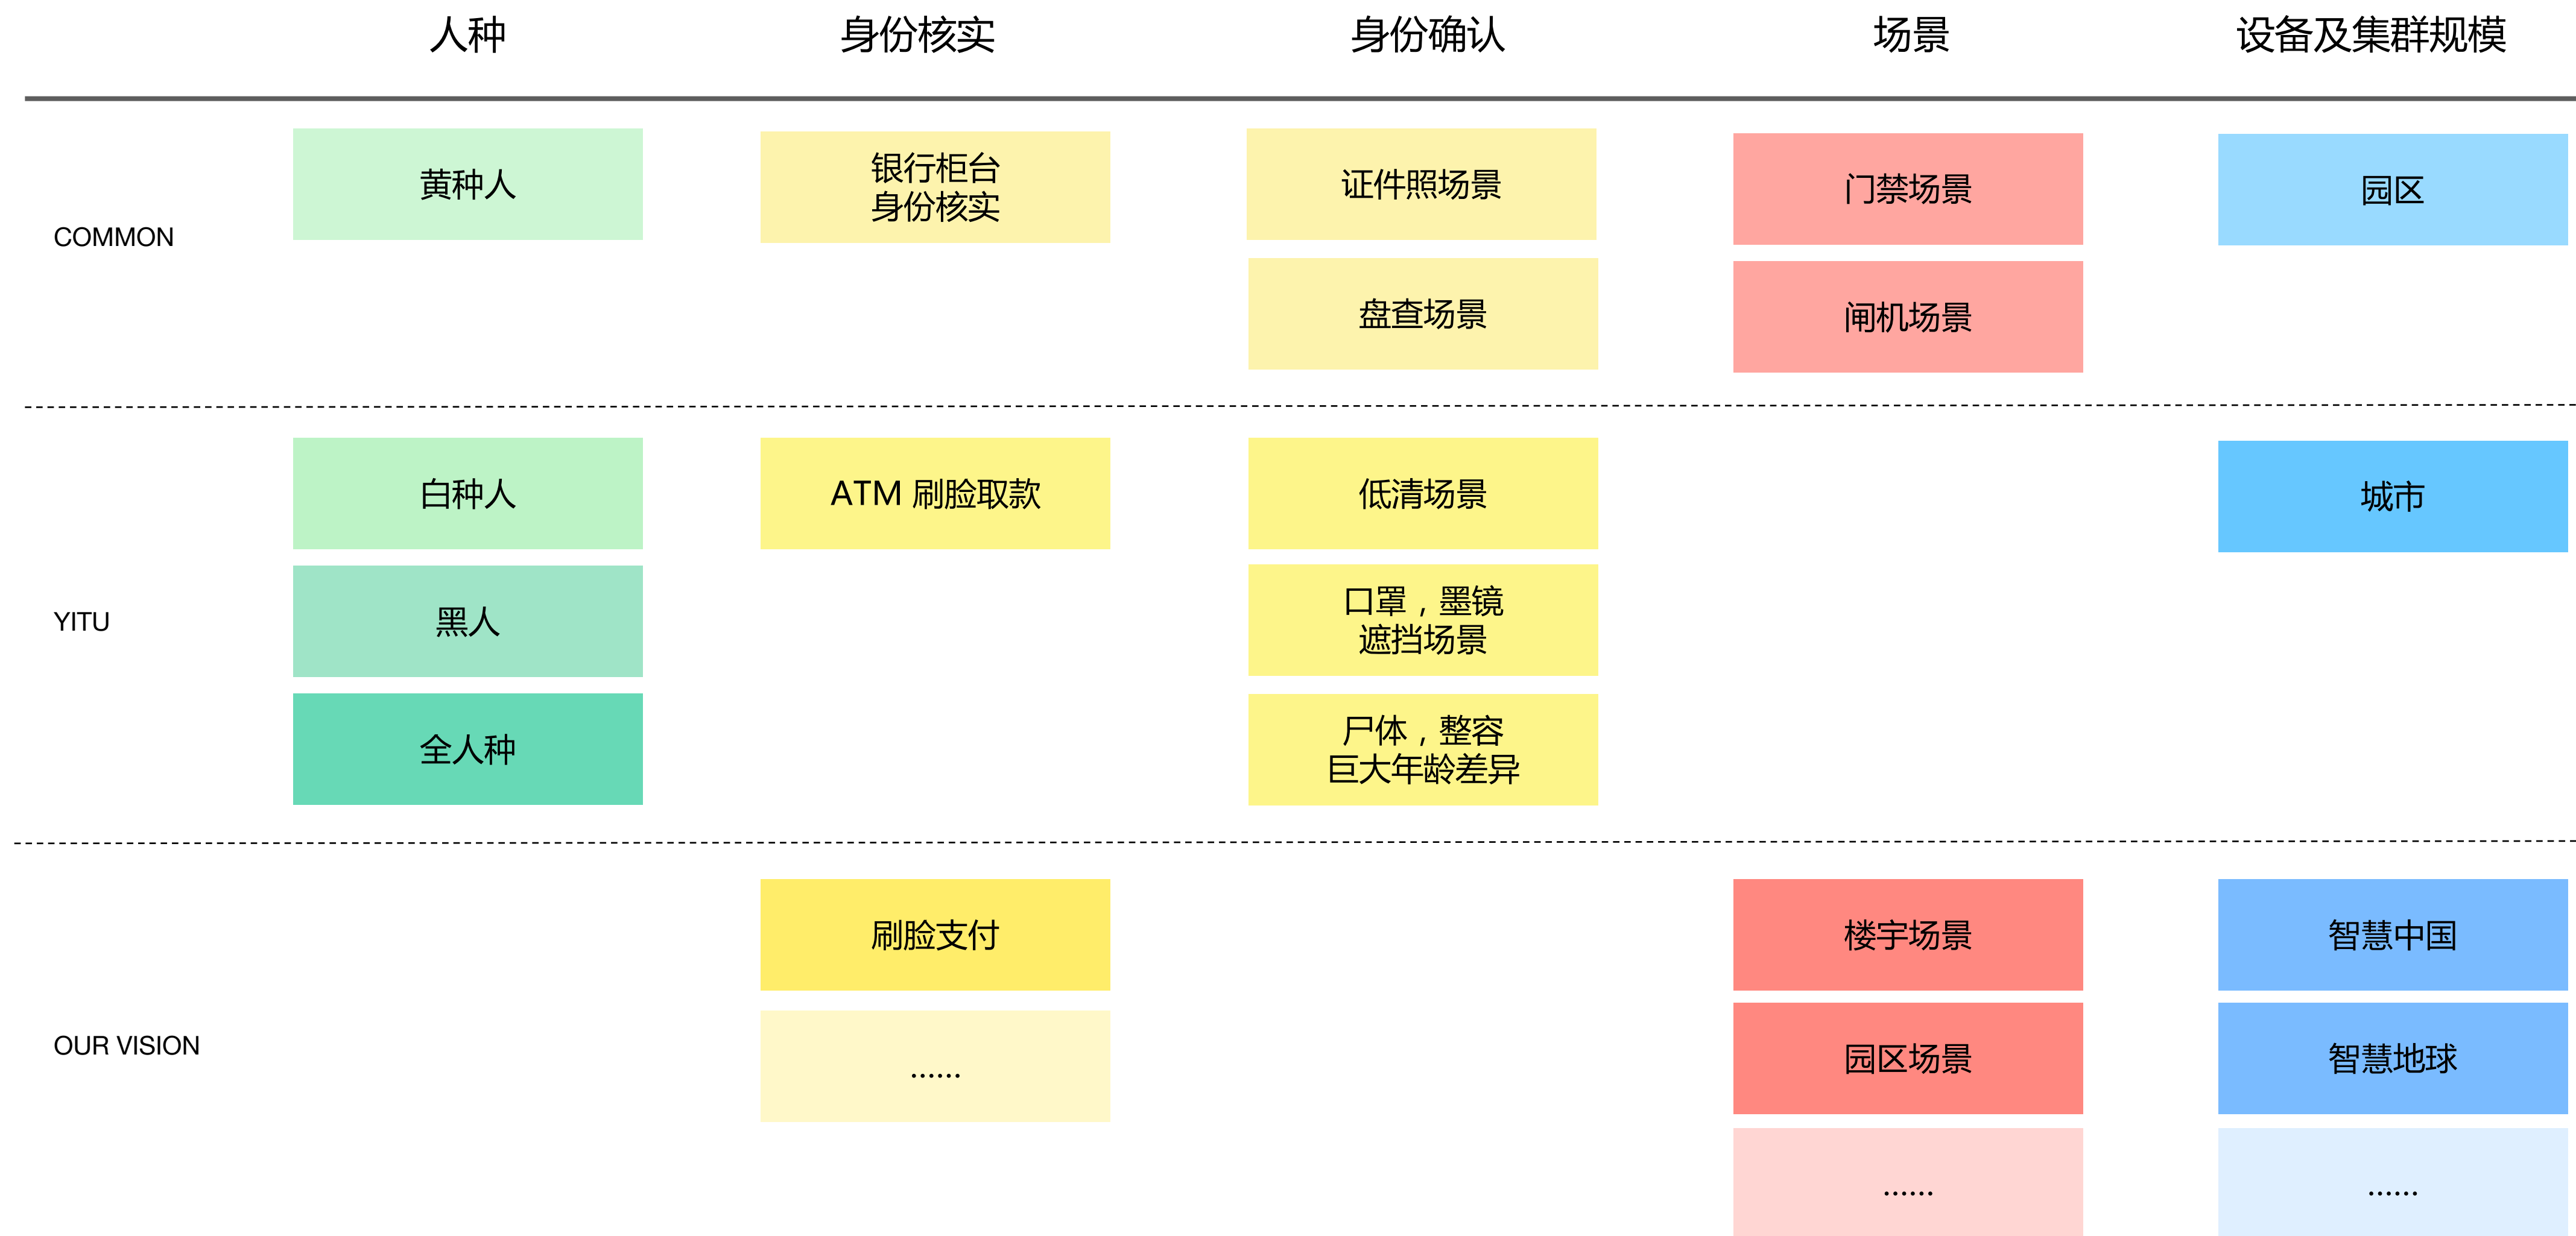 人种
身份核实
身份确认
场景
设备及集群规模
COMMON
黄种人
银行柜台
身份核实
证件照场景
门禁场景
园区
盘查场景
闸机场景
YITU
白种人
ATM 刷脸取款
低清场景
城市
黑人
口罩，墨镜
遮挡场景
全人种
尸体，整容
巨大年龄差异
OUR VISION
刷脸支付
楼宇场景
智慧中国
......
园区场景
智慧地球
......
......